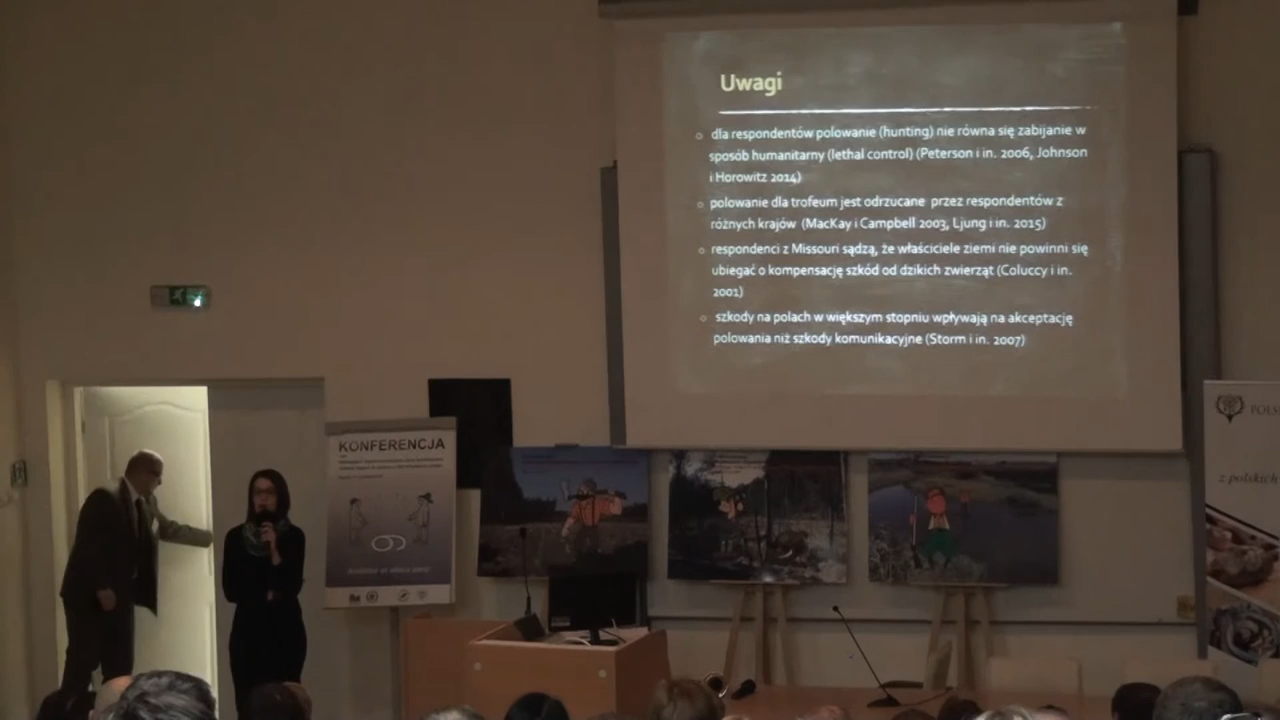 Uwagi
dla respondentów polowanie (hunting) nie równa się zabijanie w
sposób humanitarny (lethal control) (Peterson i in. 2006, Johnson
i Horowitz 2014)
polowanie dla trofeum jest odrzucane przez respondentów z
różnych krajów (MacKay i Campbell 2003, Ljung i in. 2015)
respondenci z Missouri sądzą, że właściciele ziemi nie powinni się
ubiegać o kompensację szkód od dzikich zwierząt (Coluccy i in.
2001)
szkody na polach w większym stopniu wpływają na akceptację
polowania niż szkody komunikacyjne (Storm i in. 2007)
KONFERENCJA
z polskich